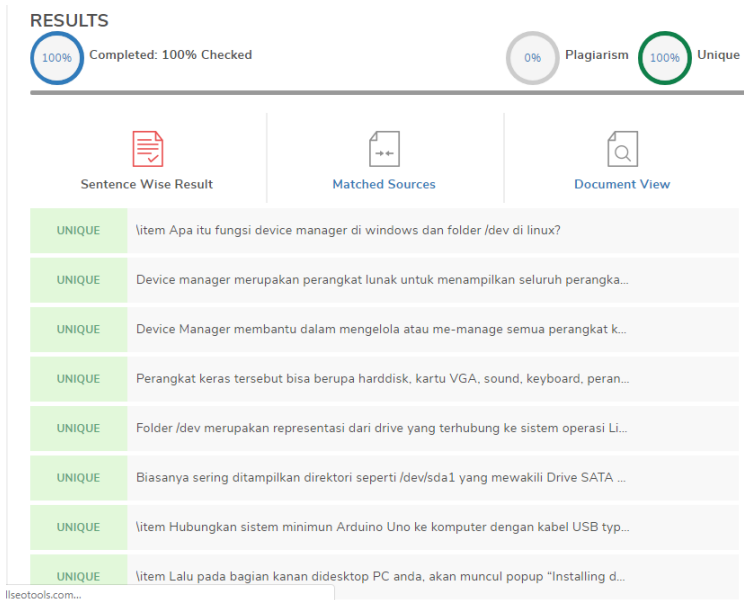 RESULTS
100% Completed: 100% Checked 0% Plagiarism 100% Unique
Sentence Wise Result Matched Sources Document View
UNIQUE \item Apa itu fungsi device manager di windows dan folder /dev di linux?
UNIQUE Device manager merupakan perangkat lunak untuk menampilkan seluruh perangka...
UNIQUE Device Manager membantu dalam mengelola atau me-manage semua perangkat k...
UNIQUE Perangkat keras tersebut bisa berupa harddisk, kartu VGA, sound, keyboard, peran...
UNIQUE Folder /dev merupakan representasi dari drive yang terhubung ke sistem operasi Li...
UNIQUE Biasanya sering ditampilkan direktori seperti /dev/sda1 yang mewakili Drive SATA ...
UNIQUE \item Hubungkan sistem minimun Arduino Uno ke komputer dengan kabel USB typ...
UNIQUE \item Lalu pada bagian kanan didesktop PC anda, akan muncul popup “Installing d...
llseotools.com...